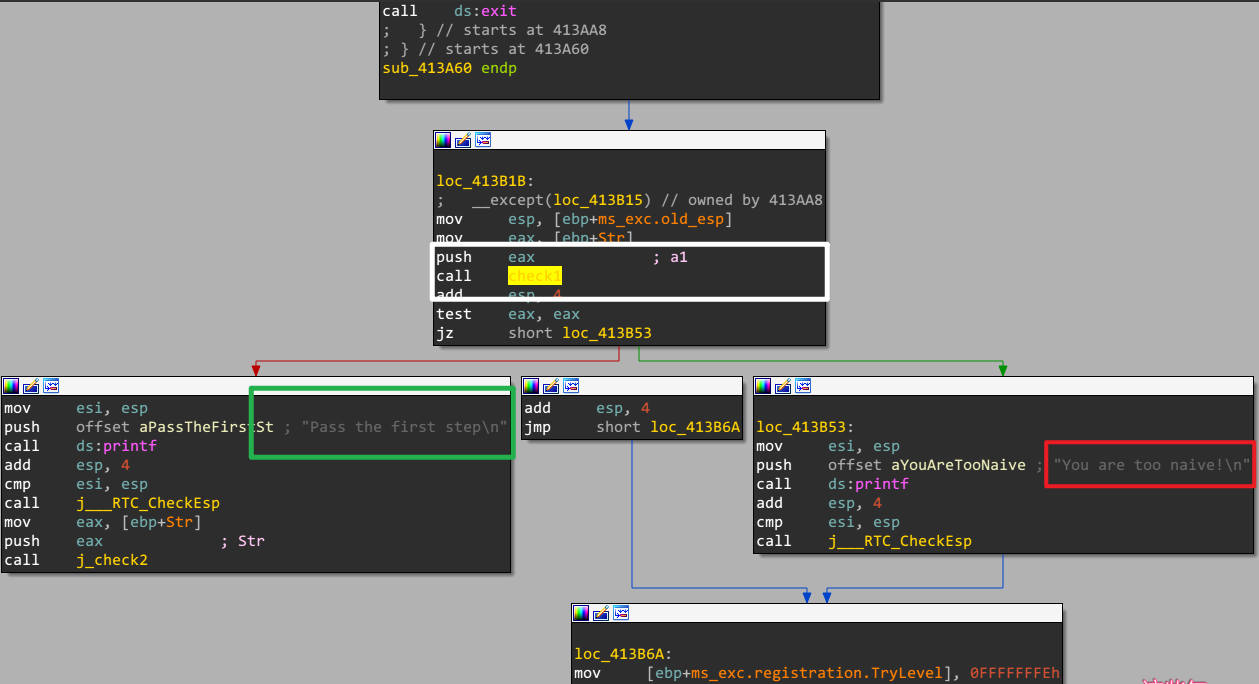 call    ds:exit
;   } // starts at 413AA8
; } // starts at 413A60
sub_413A60 endp
loc_413B1B:
;   __except(loc_413B15) // owned by 413AA8
mov     esp, [ebp+ms_exc.old_esp]
mov     eax, [ebp+Str]
push    eax             ; a1
call    check1
add     esp, 4
test    eax, eax
jz      short loc_413B53
mov     esi, esp
push    offset aPassTheFirstSt ; "Pass the first step\n"
call    ds:printf
add     esp, 4
cmp     esi, esp
call    j___RTC_CheckEsp
mov     eax, [ebp+Str]
push    eax             ; Str
call    j_check2
add     esp, 4
jmp     short loc_413B6A
loc_413B53:
mov     esi, esp
push    offset aYouAreTooNaive ; "You are too naive!\n"
call    ds:printf
add     esp, 4
cmp     esi, esp
call    j___RTC_CheckEsp
loc_413B6A:
mov     [ebp+ms_exc.registration.TryLevel], 0FFFFFFFEh